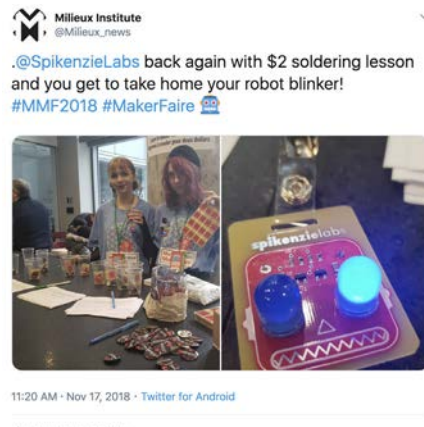 Milieux Institute
@Milieux_news
.@SpikenzieLabs back again with $2 soldering lesson
and you get to take home your robot blinker!
#MMF2018 #MakerFaire 🤖
spikenzielabs
11:20 AM · Nov 17, 2018 · Twitter for Android